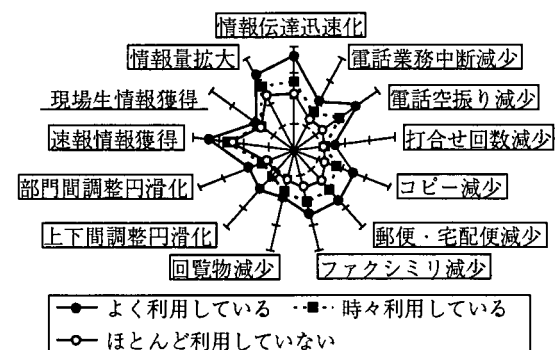 情報伝達迅速化
情報量拡大
電話業務中断減少
現場生情報獲得
電話空振り減少
速報情報獲得
打合せ回数減少
部門間調整円滑化
コピー減少
上下間調整円滑化
郵便・宅配便減少
回覧物減少
ファクシミリ減少
よく利用している
時々利用している
ほとんど利用していない